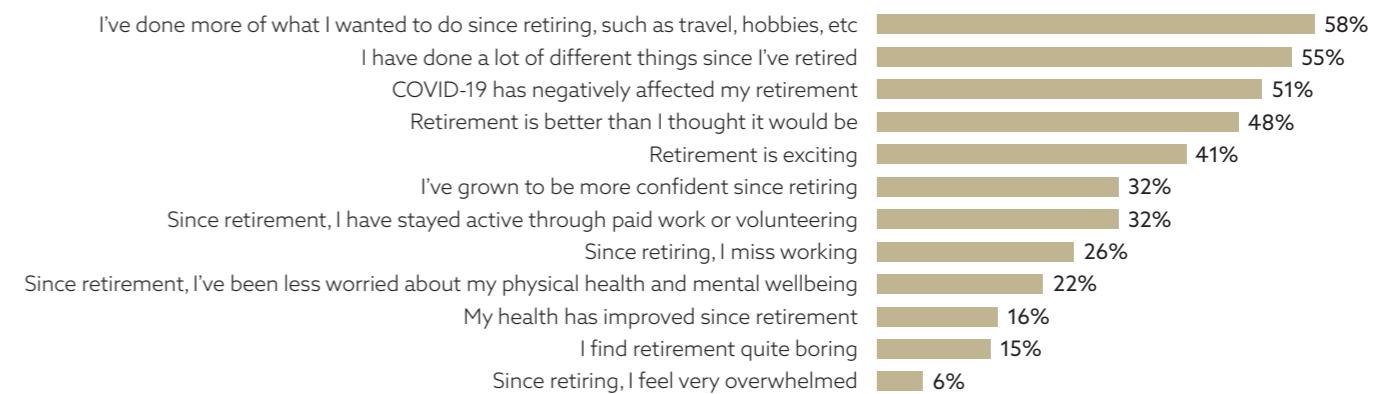 I've done more of what I wanted to do since retiring, such as travel, hobbies, etc 58%
I have done a lot of different things since I've retired 55%
COVID-19 has negatively affected my retirement 51%
Retirement is better than I thought it would be 48%
Retirement is exciting 41%
I've grown to be more confident since retiring 32%
Since retirement, I have stayed active through paid work or volunteering 32%
Since retiring, I miss working 26%
Since retirement, I've been less worried about my physical health and mental wellbeing 22%
My health has improved since retirement 16%
I find retirement quite boring 15%
Since retiring, I feel very overwhelmed 6%